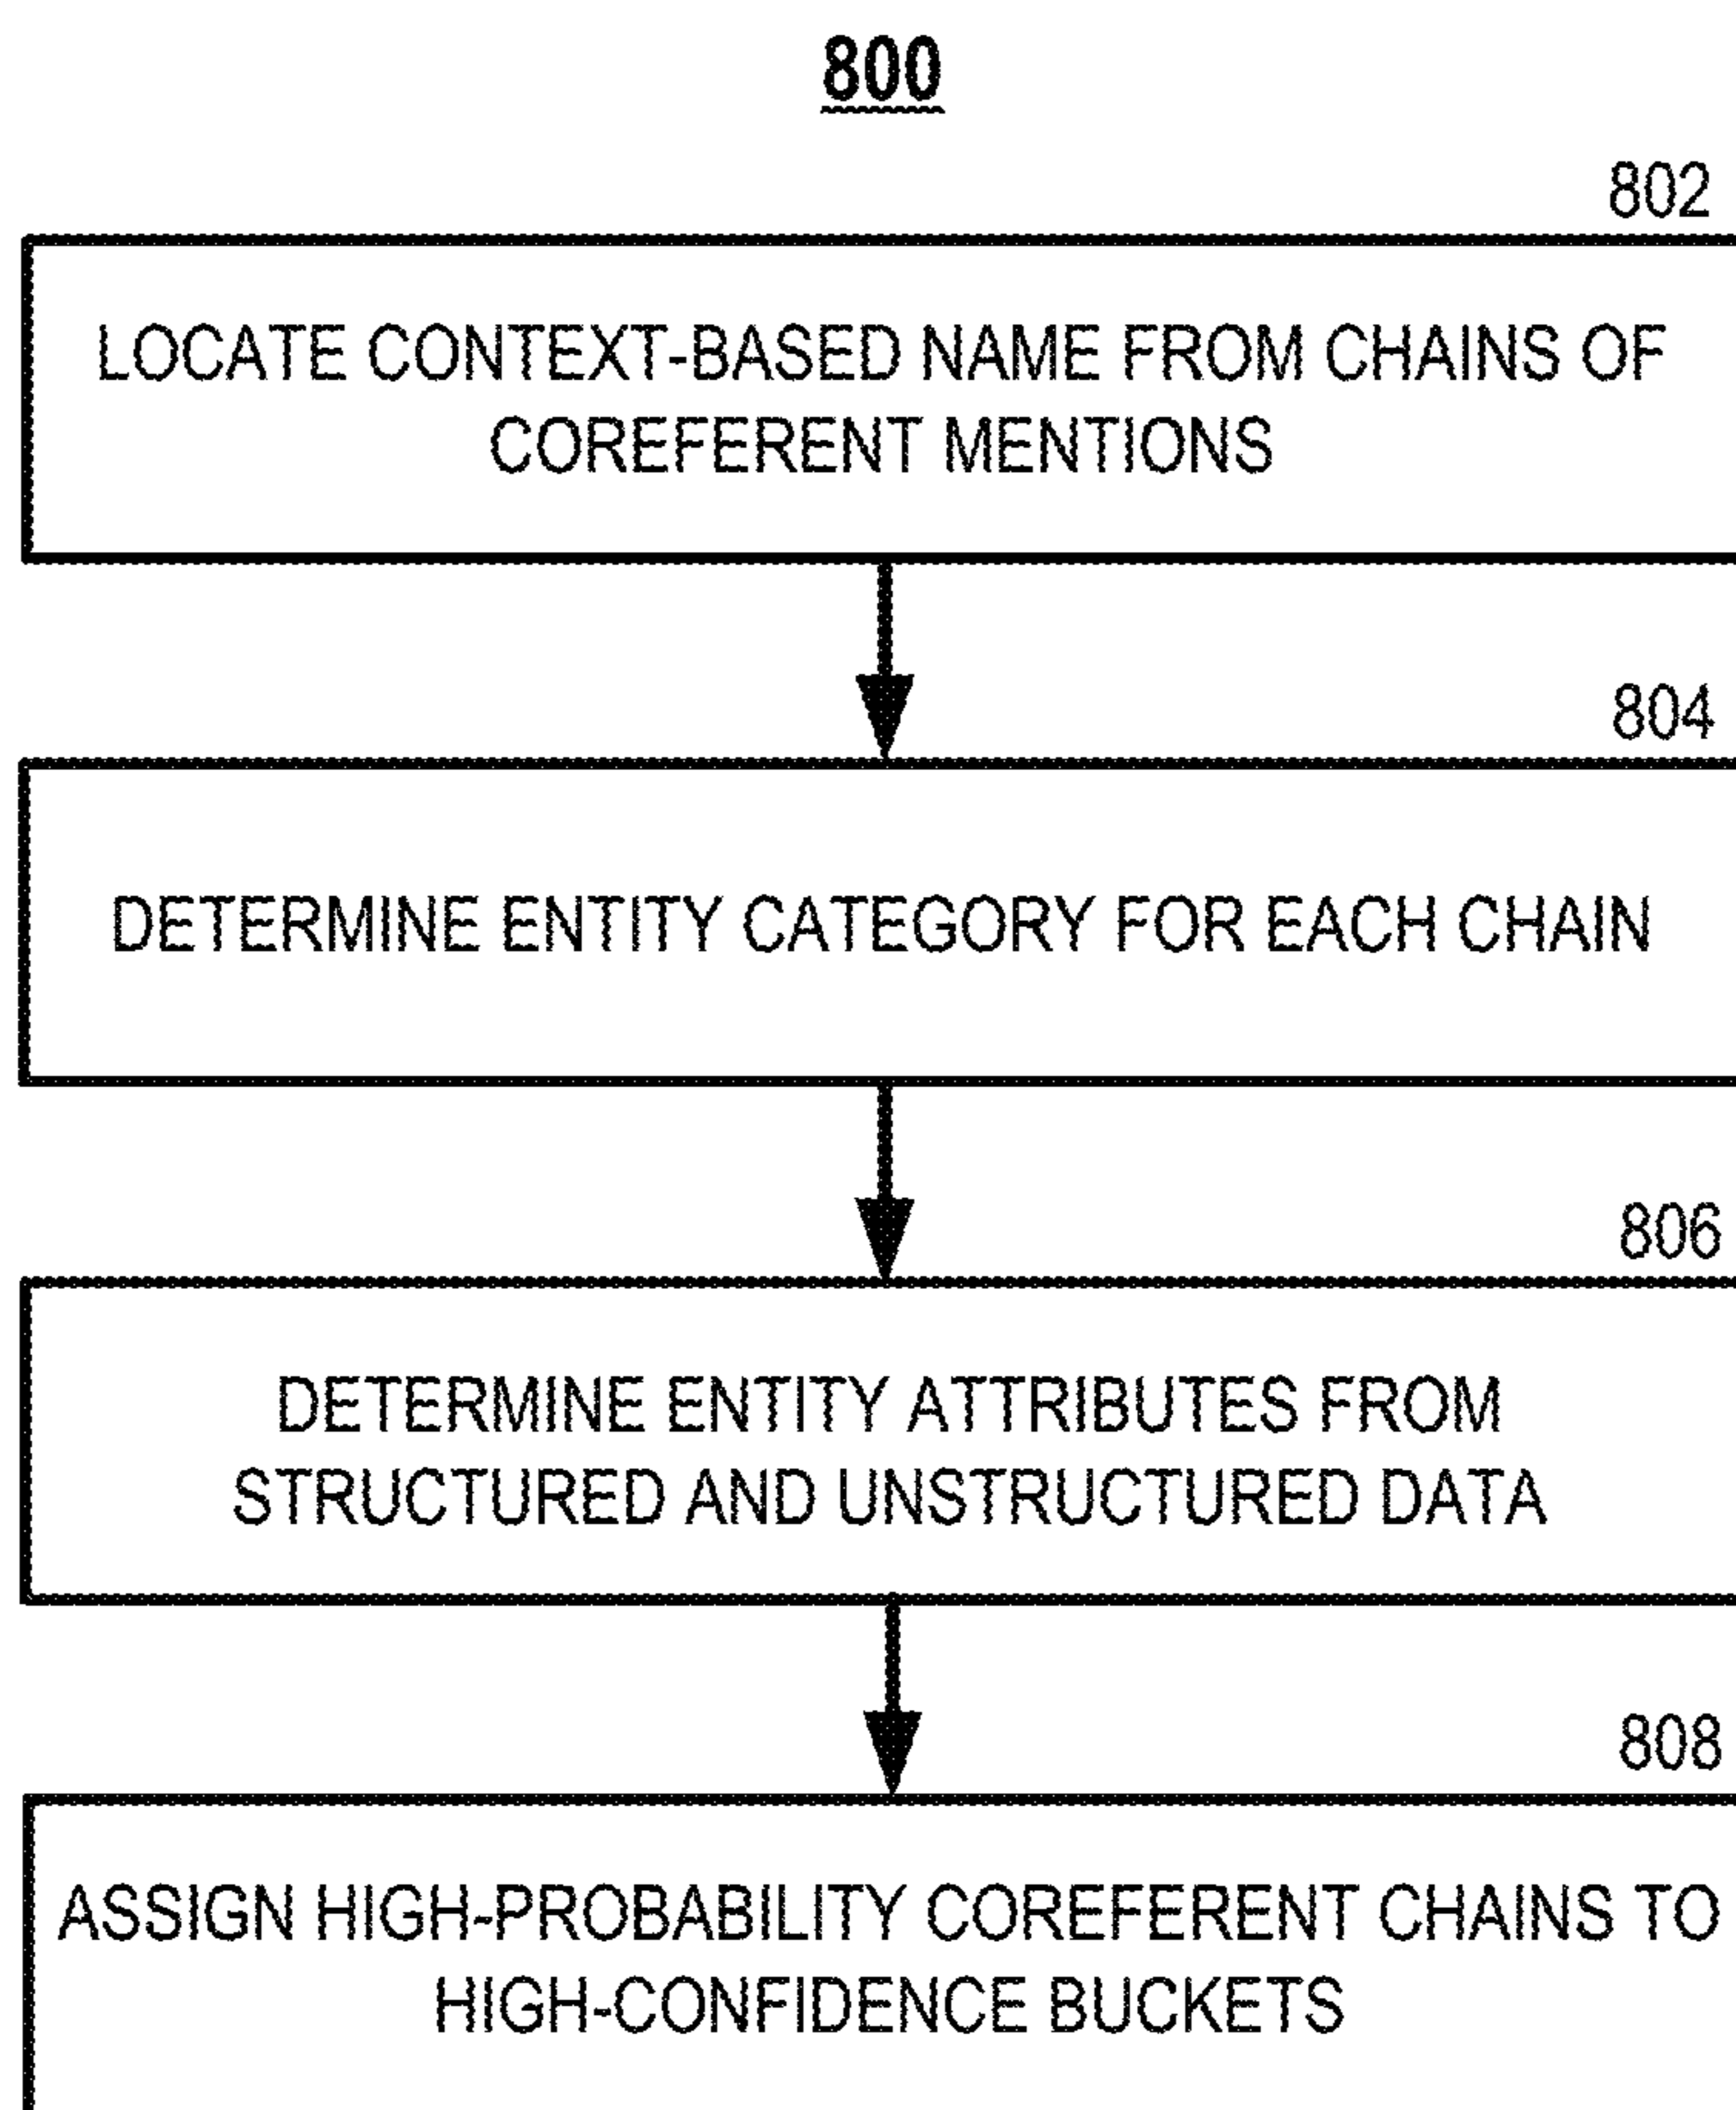 800
802
LOCATE CONTEXT-BASED NAME FROM CHAINS OF
COREFERENT MENTIONS
804
DETERMINE ENTITY CATEGORY FOR EACH CHAIN
806
DETERMINE ENTITY ATTRIBUTES FROM
STRUCTURED AND UNSTRUCTURED DATA
808
ASSIGN HIGH-PROBABILITY COREFERENT CHAINS TO
HIGH-CONFIDENCE BUCKETS